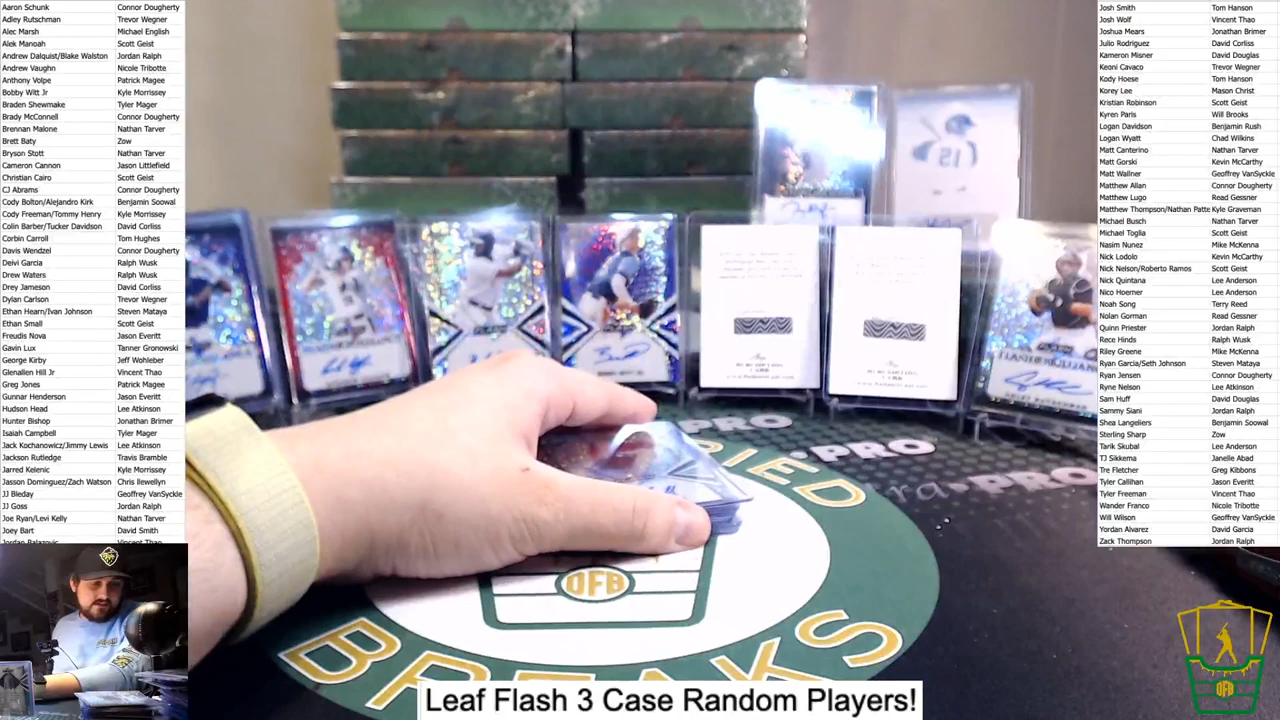 Aaron Schunk Connor Dougherty
Adley Rutschman Trevor Wegner
Alec Marsh Michael English
Alek Manoah Scott Geist
Andrew Dalquist/Blake Walston Jordan Ralph
Andrew Vaughn Nicole Tribotte
Anthony Volpe Patrick Magee
Bobby Witt Jr Kyle Morrissey
Braden Shewmake Tyler Mager
Brady McConnell Connor Dougherty
Brennan Malone Nathan Tarver
Brett Baty Zow
Bryson Stott Nathan Tarver
Cameron Cannon Jason Littlefield
Christian Cairo Scott Geist
CJ Abrams Connor Dougherty
Cody Bolton/Alejandro Kirk Benjamin Soowal
Cody Freeman/Tommy Henry Kyle Morrissey
Colin Barber/Tucker Davidson David Corliss
Corbin Carroll Tom Hughes
Davis Wendzel Connor Dougherty
Deivi Garcia Ralph Wusk
Drew Waters Ralph Wusk
Drey Jameson David Corliss
Dylan Carlson Trevor Wegner
Ethan Hearn/Ivan Johnson Steven Mataya
Ethan Small Scott Geist
Freudis Nova Jason Everitt
Gavin Lux Tanner Gronowski
George Kirby Jeff Wohleber
Glenallen Hill Jr Vincent Thao
Greg Jones Patrick Magee
Gunnar Henderson Jason Everitt
Hudson Head Lee Atkinson
Hunter Bishop Jonathan Brimer
Isaiah Campbell Tyler Mager
Jack Kochanowicz/Jimmy Lewis Lee Atkinson
Jackson Rutledge Travis Bramble
Jarred Kelenic Kyle Morrissey
Jasson Dominguez/Zach Watson Chris llewellyn
JJ Bleday Geoffrey VanSyckle
JJ Goss Jordan Ralph
Joe Ryan/Levi Kelly Nathan Tarver
Joey Bart David Smith
Jordan Balazovic Vincent Thao
Josh Smith Tom Hanson
Josh Wolf Vincent Thao
Joshua Mears Jonathan Brimer
Julio Rodriguez David Corliss
Kameron Misner David Douglas
Keoni Cavaco Trevor Wegner
Kody Hoese Tom Hanson
Korey Lee Mason Christ
Kristian Robinson Scott Geist
Kyren Paris Will Brooks
Logan Davidson Benjamin Rush
Logan Wyatt Chad Wilkins
Matt Canterino Nathan Tarver
Matt Gorski Kevin McCarthy
Matt Wallner Geoffrey VanSyckle
Matthew Allan Connor Dougherty
Matthew Lugo Read Gessner
Matthew Thompson/Nathan Patte Kyle Graveman
Michael Busch Nathan Tarver
Michael Toglia Scott Geist
Nasim Nunez Mike McKenna
Nick Lodolo Kevin McCarthy
Nick Nelson/Roberto Ramos Scott Geist
Nick Quintana Lee Anderson
Nico Hoerner Lee Anderson
Noah Song Terry Reed
Nolan Gorman Read Gessner
Quinn Priester Jordan Ralph
Rece Hinds Ralph Wusk
Riley Greene Mike McKenna
Ryan Garcia/Seth Johnson Steven Mataya
Ryan Jensen Connor Dougherty
Ryne Nelson Lee Atkinson
Sam Huff David Douglas
Sammy Siani Jordan Ralph
Shea Langeliers Benjamin Soowal
Sterling Sharp Zow
Tarik Skubal Lee Anderson
TJ Sikkema Janelle Abad
Tre Fletcher Greg Kibbons
Tyler Callihan Jason Everitt
Tyler Freeman Vincent Thao
Wander Franco Nicole Tribotte
Will Wilson Geoffrey VanSyckle
Yordan Alvarez David Garcia
Zack Thompson Jordan Ralph
PIED
OFB
BREAKS
OFB
Leaf Flash 3 Case Random Players!